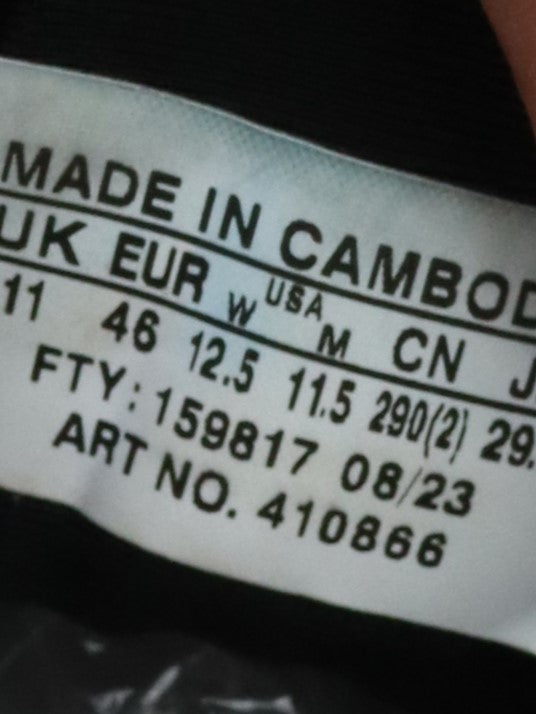 MADE IN CAMBOD
UK EUR W USA M CN J
11 46 12.5 11.5 290(2) 29.
FTY: 159817 08/23
ART NO. 410866